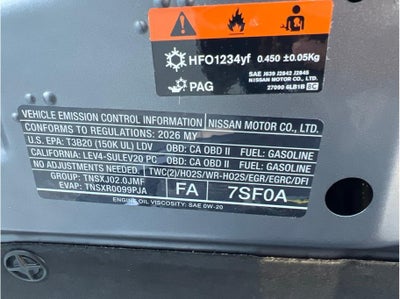 HFO1234yf 0.450 ±0.05Kg
PAG
SAE J639 J2842 J2845
NISSAN MOTOR CO., LTD.
27090 6LB1B 2C
VEHICLE EMISSION CONTROL INFORMATION NISSAN MOTOR CO., LTD.
CONFORMS TO REGULATIONS: 2026 MY
U.S. EPA: T3B20 (150K UL) LDV OBD: CA OBD II FUEL: GASOLINE
CALIFORNIA: LEV4-SULEV20 PC OBD: CA OBD II FUEL: GASOLINE
NO ADJUSTMENTS NEEDED. TWC(2)/HO2S/WR-HO2S/EGR/EGRC/DFI
GROUP: TNSXJ02.0JMF
EVAP: TNSXR0099PJA
FA 7SF0A
ENGINE OIL VISCOSITY: SAE 0W-20